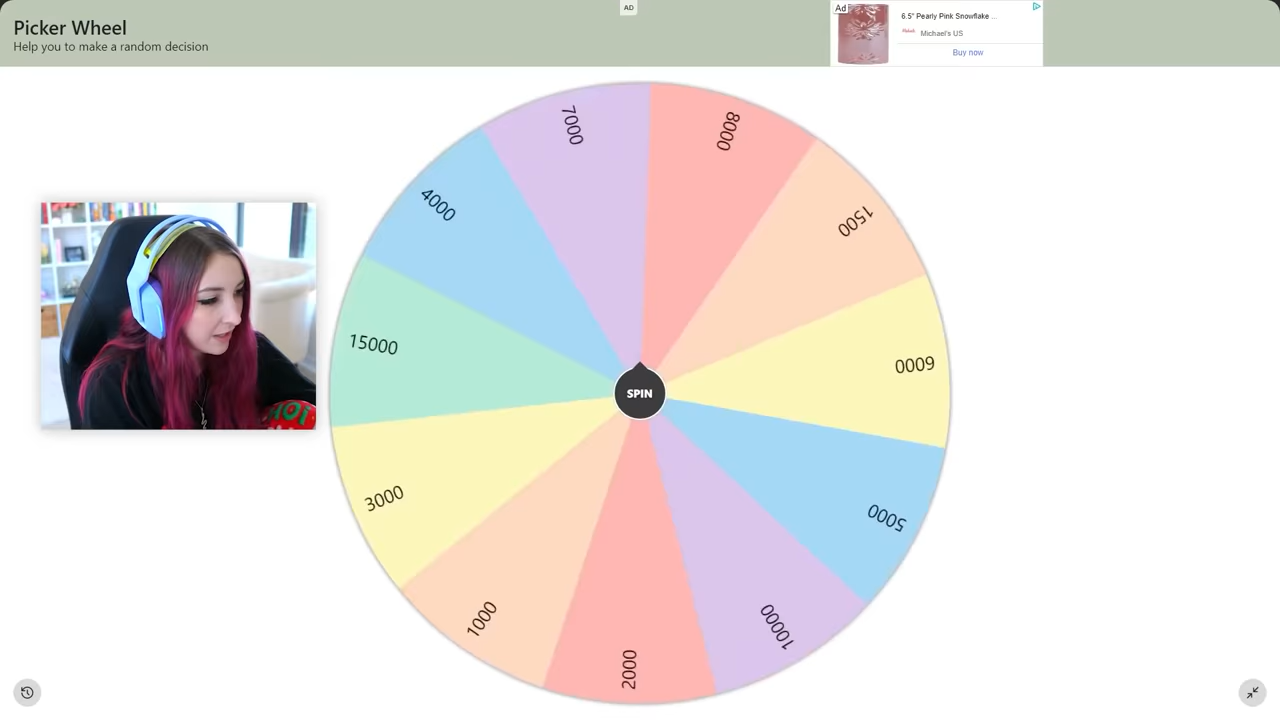 Picker Wheel
Help you to make a random decision
AD
Ad
6.5" Pearly Pink Snowflake ...
Michael's US
Buy now
7000
8000
4000
1500
15000
6000
SPIN
3000
5000
1000
10000
2000
HO!